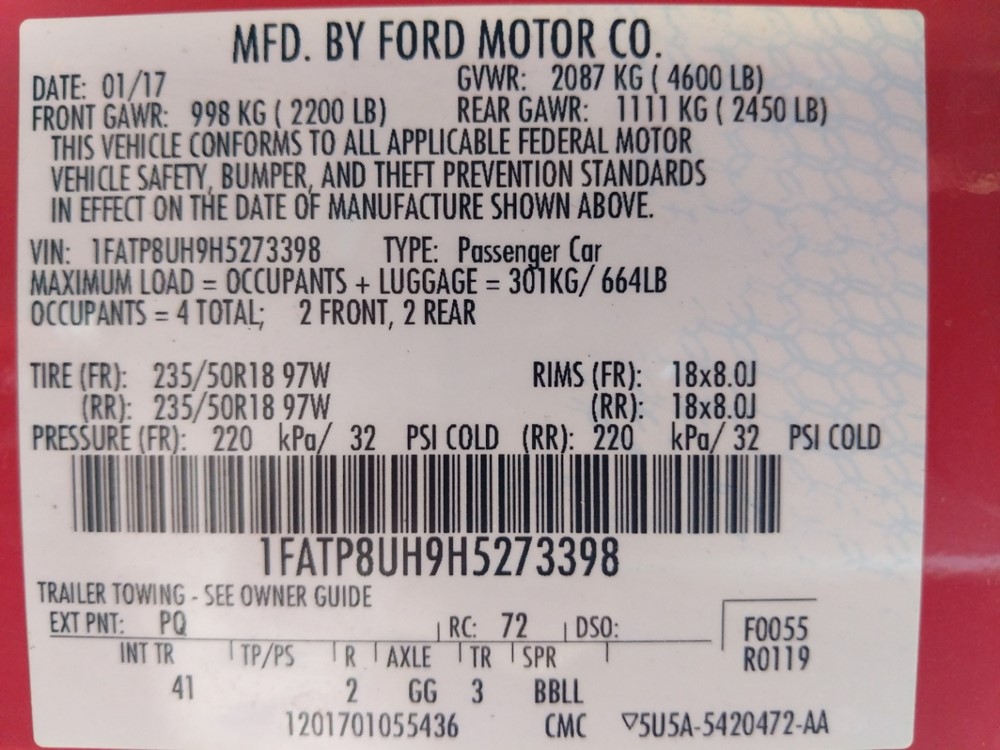 MFD. BY FORD MOTOR CO.
DATE: 01/17 GVWR: 2087 KG ( 4600 LB)
FRONT GAWR: 998 KG ( 2200 LB) REAR GAWR: 1111 KG ( 2450 LB)
THIS VEHICLE CONFORMS TO ALL APPLICABLE FEDERAL MOTOR
VEHICLE SAFETY, BUMPER, AND THEFT PREVENTION STANDARDS
IN EFFECT ON THE DATE OF MANUFACTURE SHOWN ABOVE.
VIN: 1FATP8UH9H5273398 TYPE: Passenger Car
MAXIMUM LOAD = OCCUPANTS + LUGGAGE = 301KG/ 664LB
OCCUPANTS = 4 TOTAL; 2 FRONT, 2 REAR
TIRE (FR): 235/50R18 97W RIMS (FR): 18x8.0J
(RR): 235/50R18 97W (RR): 18x8.0J
PRESSURE (FR): 220 kPa/ 32 PSI COLD (RR): 220 kPa/ 32 PSI COLD
1FATP8UH9H5273398
TRAILER TOWING - SEE OWNER GUIDE
EXT PNT: PQ RC: 72 DSO: F0055
INT TR TP/PS R AXLE TR SPR R0119
41 2 GG 3 BBLL
1201701055436 CMC ▽5U5A-5420472-AA